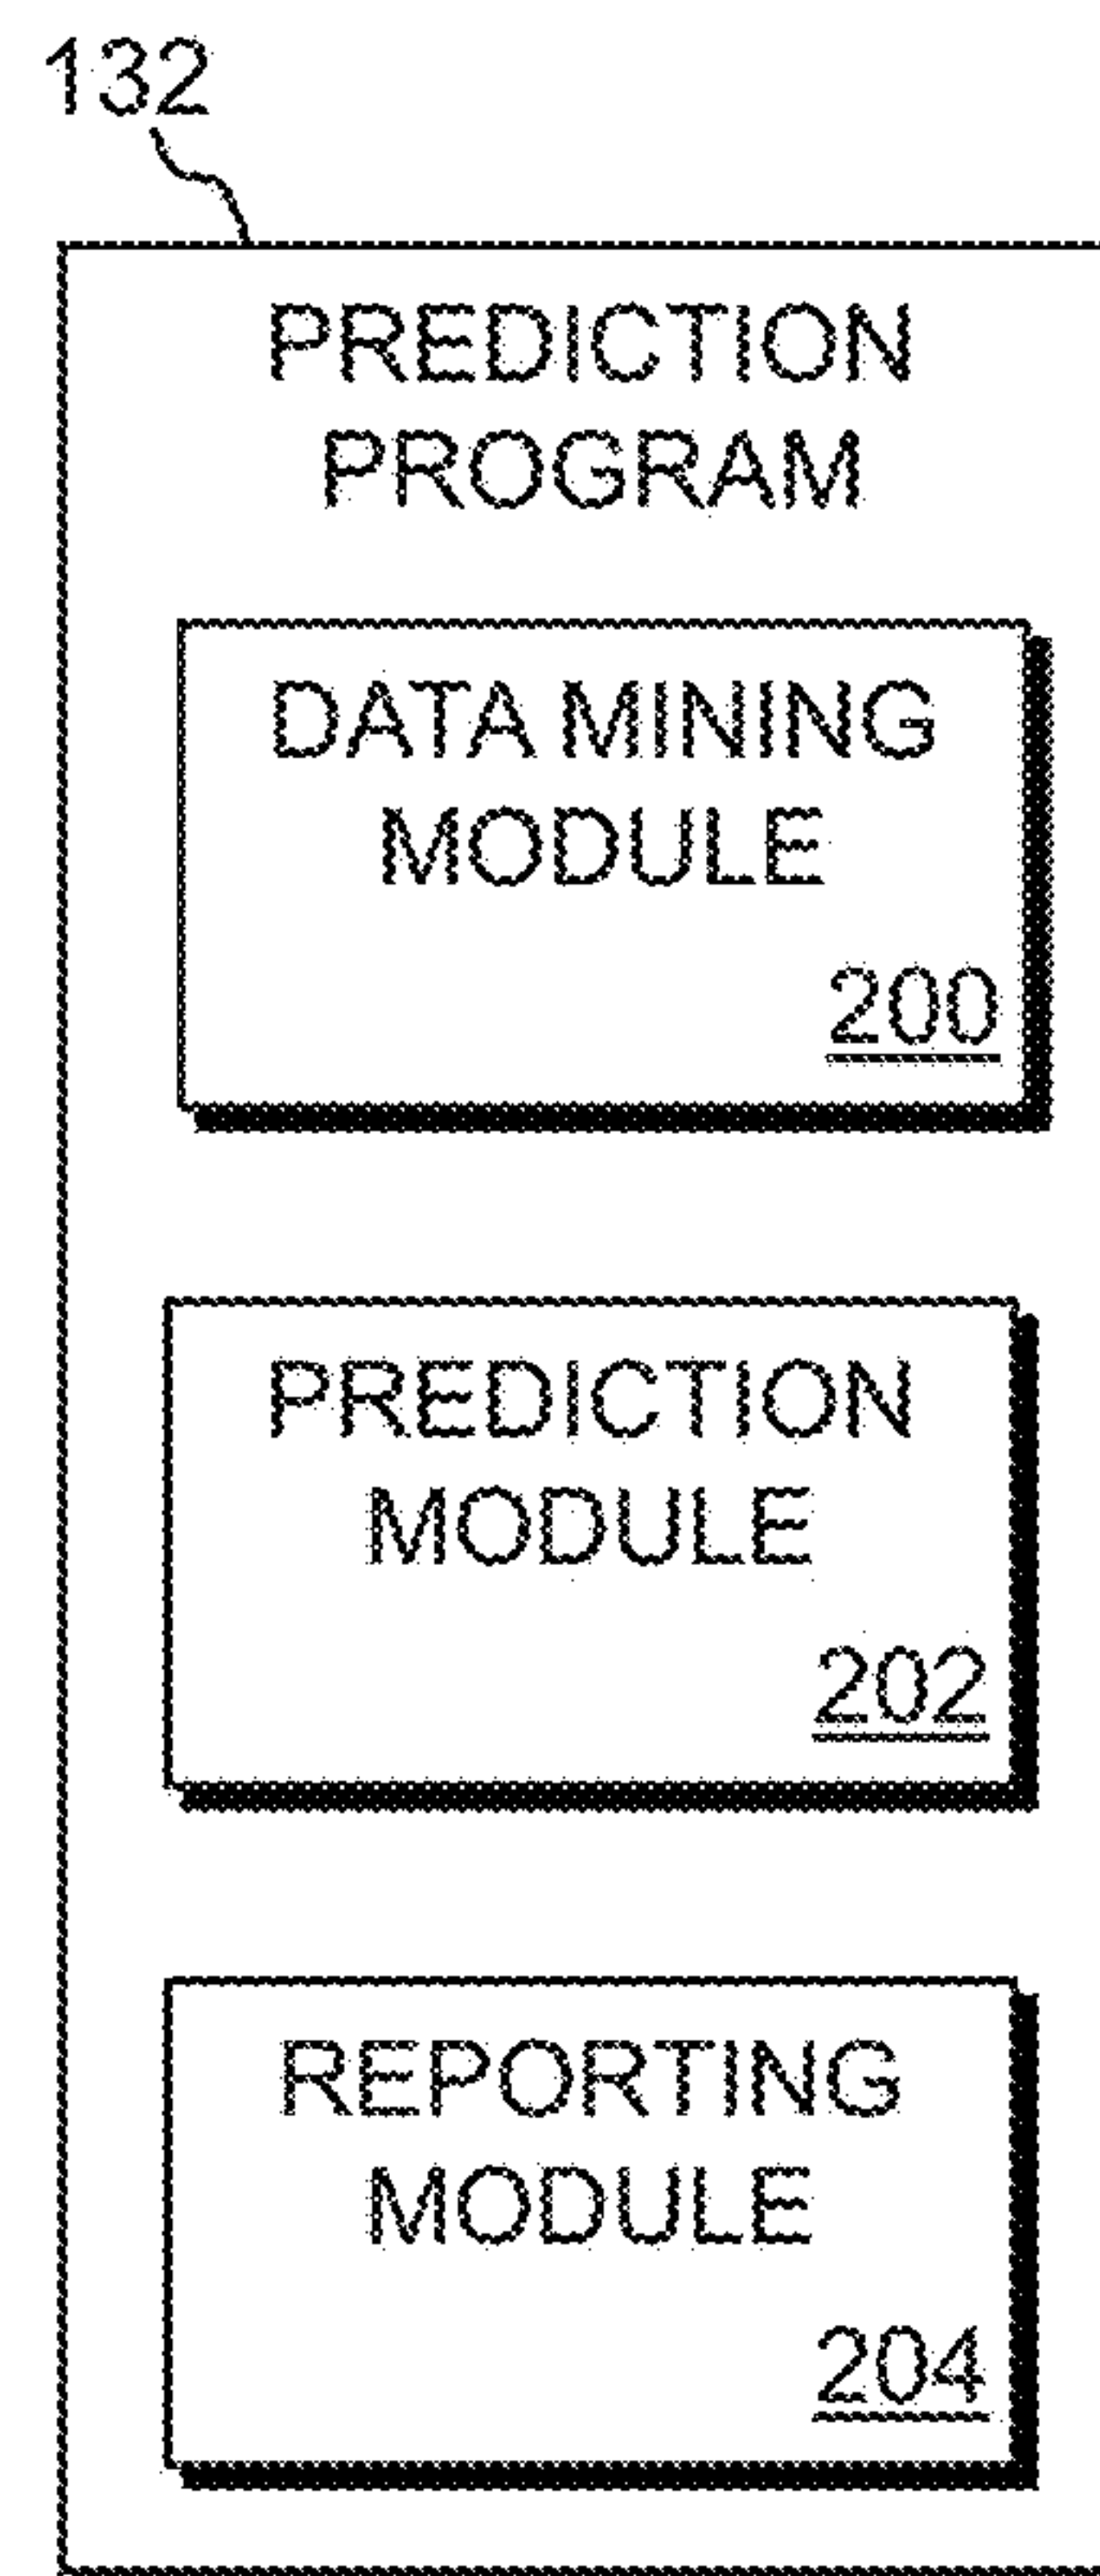 132
PREDICTION
PROGRAM
DATA MINING
MODULE
200
PREDICTION
MODULE
202
REPORTING
MODULE
204